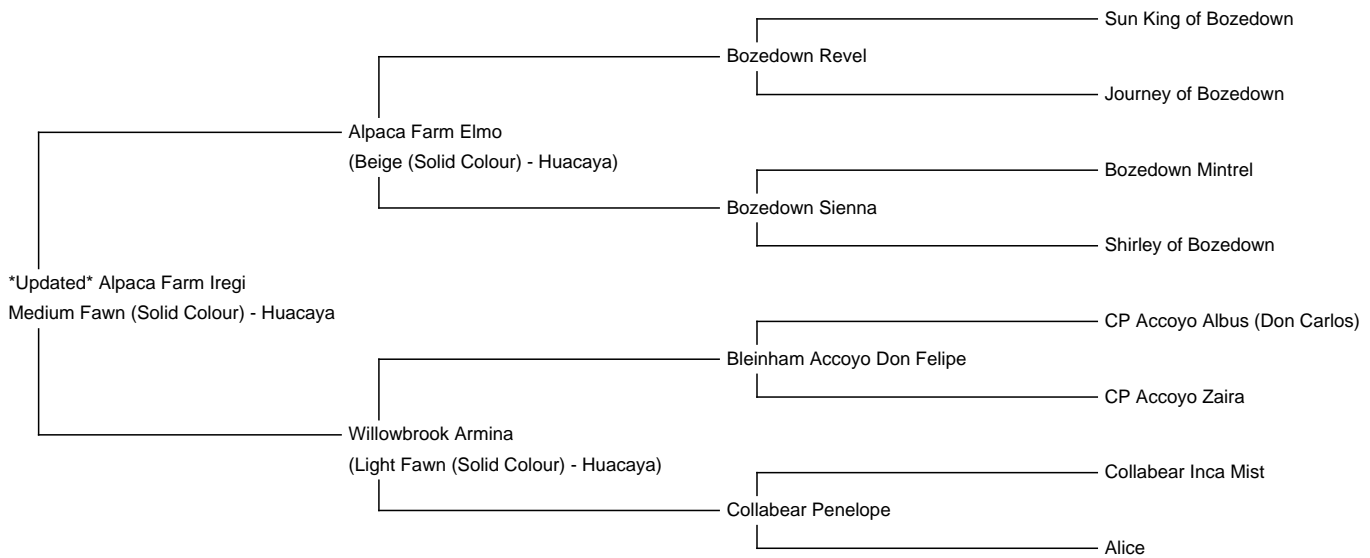 Sun King of Bozedown
Bozedown Revel
Journey of Bozedown
Alpaca Farm Elmo
(Beige (Solid Colour) - Huacaya)
Bozedown Mintrel
Bozedown Sienna
Shirley of Bozedown
*Updated* Alpaca Farm Iregi
Medium Fawn (Solid Colour) - Huacaya
CP Accoyo Albus (Don Carlos)
Bleinham Accoyo Don Felipe
CP Accoyo Zaira
Willowbrook Armina
(Light Fawn (Solid Colour) - Huacaya)
Collabear Inca Mist
Collabear Penelope
Alice